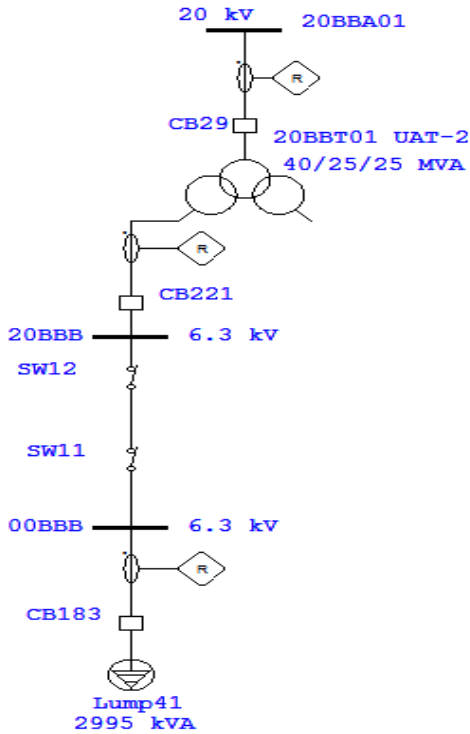 20 kV 20BBA01
R
CB29
20BBT01 UAT-2
40/25/25 MVA
R
CB221
20BBB 6.3 kV
SW12
SW11
00BBB 6.3 kV
R
CB183
Lump41
2995 kVA